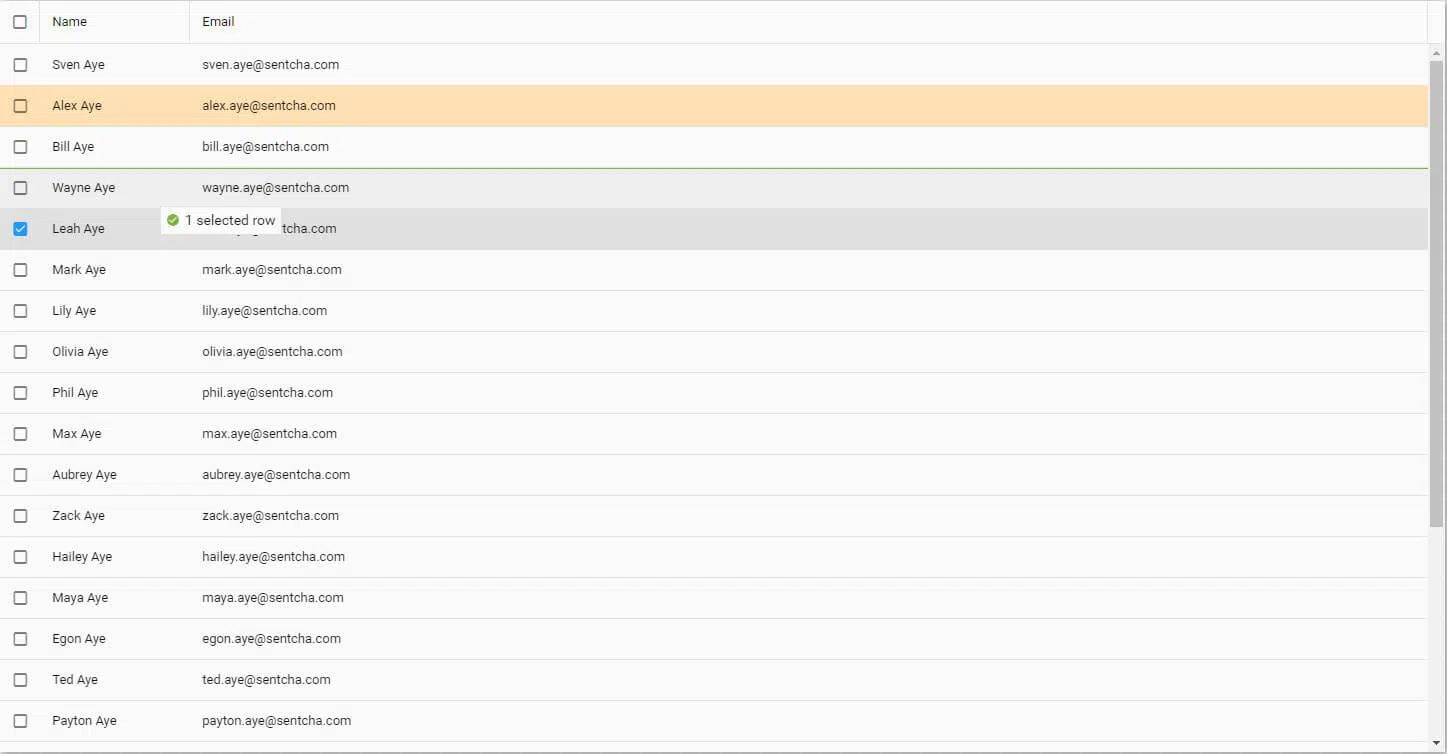 Name Email
Sven Aye sven.aye@sentcha.com
Alex Aye alex.aye@sentcha.com
Bill Aye bill.aye@sentcha.com
Wayne Aye wayne.aye@sentcha.com
1 selected row
Leah Aye tcha.com
Mark Aye mark.aye@sentcha.com
Lily Aye lily.aye@sentcha.com
Olivia Aye olivia.aye@sentcha.com
Phil Aye phil.aye@sentcha.com
Max Aye max.aye@sentcha.com
Aubrey Aye aubrey.aye@sentcha.com
Zack Aye zack.aye@sentcha.com
Hailey Aye hailey.aye@sentcha.com
Maya Aye maya.aye@sentcha.com
Egon Aye egon.aye@sentcha.com
Ted Aye ted.aye@sentcha.com
Payton Aye payton.aye@sentcha.com